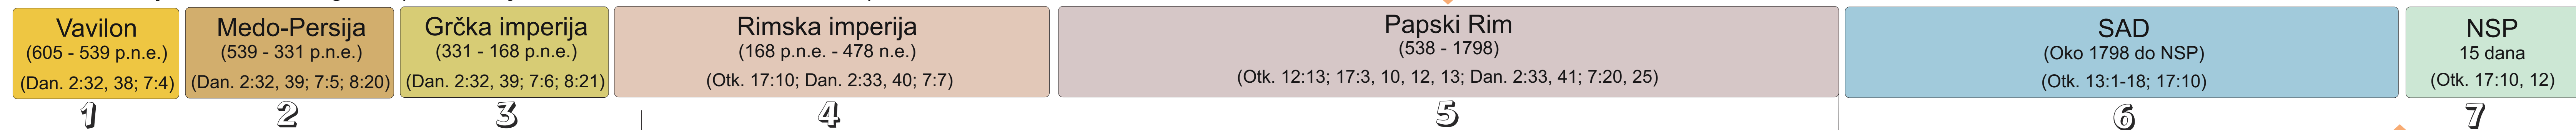 Vavilon
(605 - 539 p.n.e.)
(Dan. 2:32, 38; 7:4)
1
Medo-Persija
(539 - 331 p.n.e.)
(Dan. 2:32, 39; 7:5; 8:20)
2
Grčka imperija
(331 - 168 p.n.e.)
(Dan. 2:32, 39; 7:6; 8:21)
3
Rimska imperija
(168 p.n.e. - 478 n.e.)
(Otk. 17:10; Dan. 2:33, 40; 7:7)
4
Papski Rim
(538 - 1798)
(Otk. 12:13; 17:3, 10, 12, 13; Dan. 2:33, 41; 7:20, 25)
5
SAD
(Oko 1798 do NSP)
(Otk. 13:1-18; 17:10)
6
NSP
15 dana
(Otk. 17:10, 12)
7